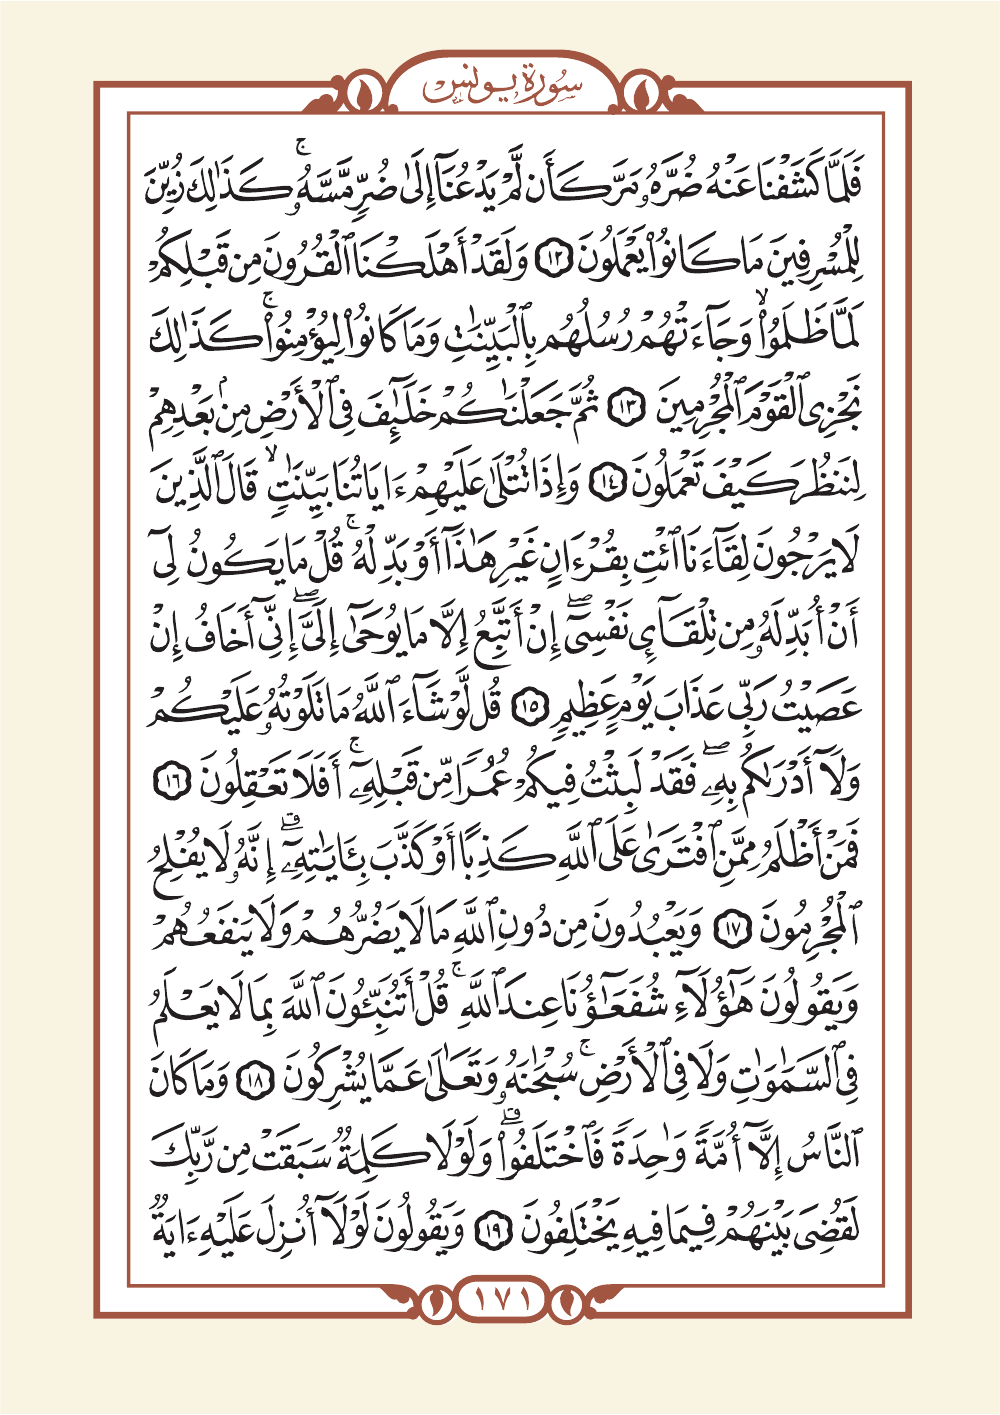 سُورَةُ يُونُس
فَلَمَّا كَشَفْنَا عَنْهُ ضُرَّهُۥ مَرَّ كَأَن لَّمْ يَدْعُنَآ إِلَىٰ ضُرٍّ مَّسَّهُۥ ۚ كَذَٰلِكَ زُيِّنَ
لِلْمُسْرِفِينَ مَا كَانُوا۟ يَعْمَلُونَ ١٢ وَلَقَدْ أَهْلَكْنَا ٱلْقُرُونَ مِن قَبْلِكُمْ
لَمَّا ظَلَمُوا۟ ۙ وَجَآءَتْهُمْ رُسُلُهُم بِٱلْبَيِّنَٰتِ وَمَا كَانُوا۟ لِيُؤْمِنُوا۟ ۚ كَذَٰلِكَ
نَجْزِى ٱلْقَوْمَ ٱلْمُجْرِمِينَ ١٣ ثُمَّ جَعَلْنَٰكُمْ خَلَٰٓئِفَ فِى ٱلْأَرْضِ مِنۢ بَعْدِهِمْ
لِنَنظُرَ كَيْفَ تَعْمَلُونَ ١٤ وَإِذَا تُتْلَىٰ عَلَيْهِمْ ءَايَاتُنَا بَيِّنَٰتٍ ۙ قَالَ ٱلَّذِينَ
لَا يَرْجُونَ لِقَآءَنَا ٱئْتِ بِقُرْءَانٍ غَيْرِ هَٰذَآ أَوْ بَدِّلْهُ ۚ قُلْ مَا يَكُونُ لِىٓ
أَنْ أُبَدِّلَهُۥ مِن تِلْقَآئِ نَفْسِىٓ ۖ إِنْ أَتَّبِعُ إِلَّا مَا يُوحَىٰٓ إِلَىَّ ۖ إِنِّىٓ أَخَافُ إِنْ
عَصَيْتُ رَبِّى عَذَابَ يَوْمٍ عَظِيمٍ ١٥ قُل لَّوْ شَآءَ ٱللَّهُ مَا تَلَوْتُهُۥ عَلَيْكُمْ
وَلَآ أَدْرَىٰكُم بِهِۦ ۖ فَقَدْ لَبِثْتُ فِيكُمْ عُمُرًا مِّن قَبْلِهِۦٓ ۚ أَفَلَا تَعْقِلُونَ ١٦
فَمَنْ أَظْلَمُ مِمَّنِ ٱفْتَرَىٰ عَلَى ٱللَّهِ كَذِبًا أَوْ كَذَّبَ بِـَٔايَٰتِهِۦٓ ۗ إِنَّهُۥ لَا يُفْلِحُ
ٱلْمُجْرِمُونَ ١٧ وَيَعْبُدُونَ مِن دُونِ ٱللَّهِ مَا لَا يَضُرُّهُمْ وَلَا يَنفَعُهُمْ
وَيَقُولُونَ هَٰٓؤُلَآءِ شُفَعَٰٓؤُنَا عِندَ ٱللَّهِ ۚ قُلْ أَتُنَبِّـُٔونَ ٱللَّهَ بِمَا لَا يَعْلَمُ
فِى ٱلسَّمَٰوَٰتِ وَلَا فِى ٱلْأَرْضِ ۚ سُبْحَٰنَهُۥ وَتَعَٰلَىٰ عَمَّا يُشْرِكُونَ ١٨ وَمَا كَانَ
ٱلنَّاسُ إِلَّآ أُمَّةً وَٰحِدَةً فَٱخْتَلَفُوا۟ ۗ وَلَوْلَا كَلِمَةٌ سَبَقَتْ مِن رَّبِّكَ
لَقُضِىَ بَيْنَهُمْ فِيمَا فِيهِ يَخْتَلِفُونَ ١٩ وَيَقُولُونَ لَوْلَآ أُنزِلَ عَلَيْهِ ءَايَةٌ
١٧١